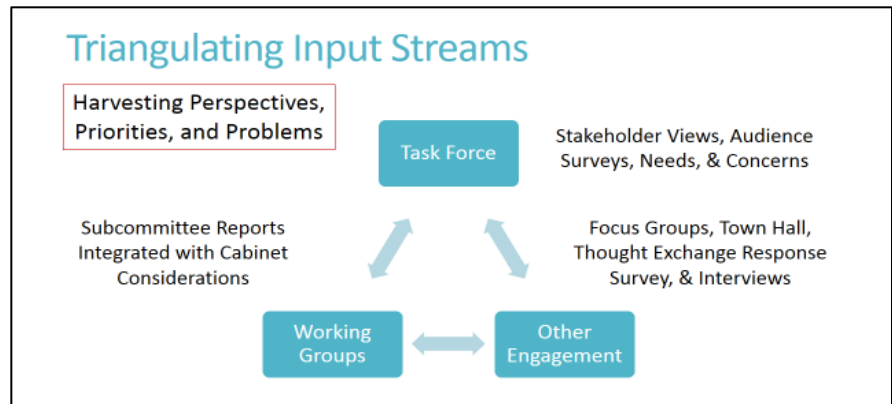 Triangulating Input Streams
Harvesting Perspectives,
Priorities, and Problems
Task Force
Stakeholder Views, Audience
Surveys, Needs, & Concerns
Subcommittee Reports
Integrated with Cabinet
Considerations
Focus Groups, Town Hall,
Thought Exchange Response
Survey, & Interviews
Working
Groups
Other
Engagement